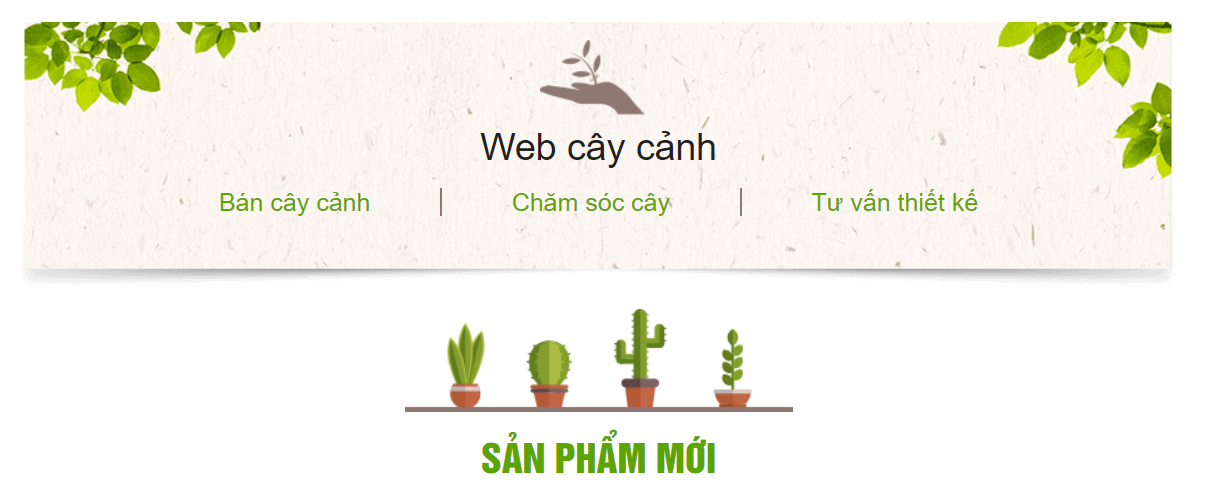 Web cây cảnh
Bán cây cảnh | Chăm sóc cây | Tư vấn thiết kế
SẢN PHẨM MỚI